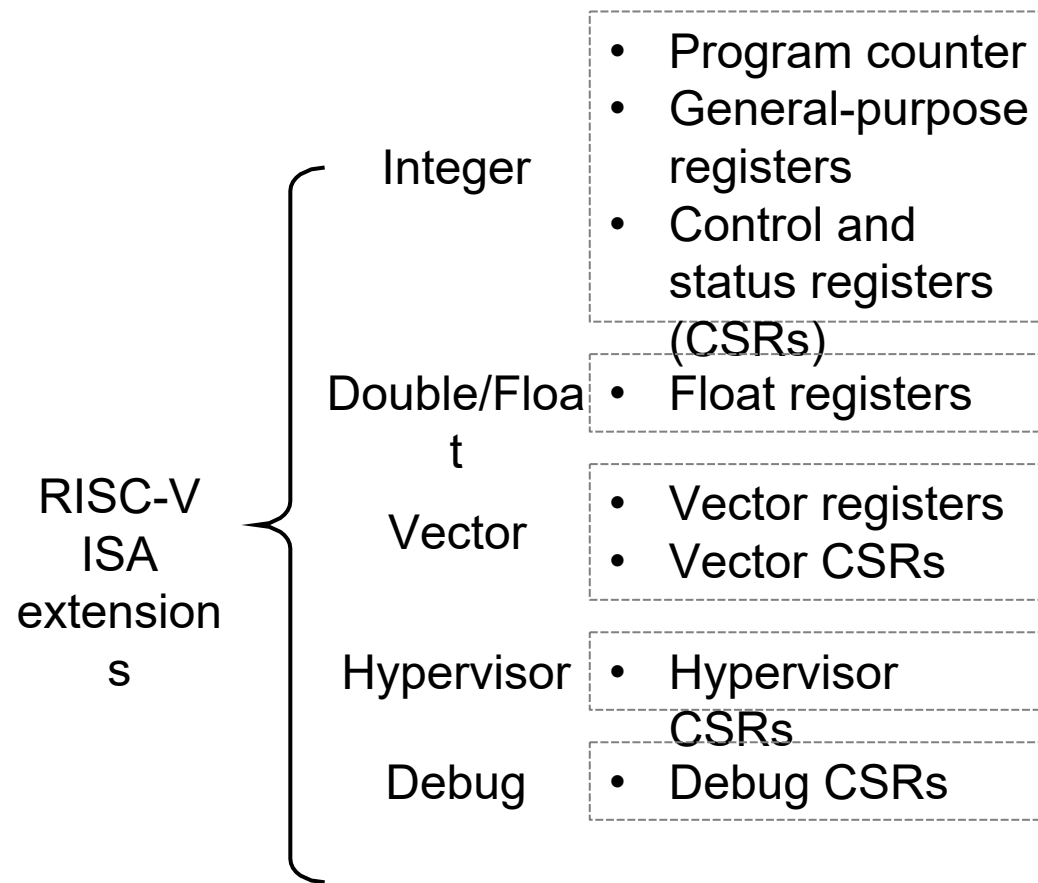 • Program counter
• General-purpose
registers
• Control and
status registers
(CSRs)
Integer
Double/Floa
t
• Float registers
RISC-V
ISA
extension
s
Vector
• Vector registers
• Vector CSRs
Hypervisor
• Hypervisor
CSRs
Debug
• Debug CSRs